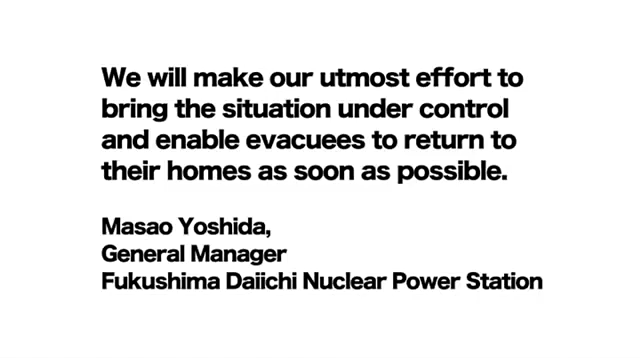 We will make our utmost effort to
bring the situation under control
and enable evacuees to return to
their homes as soon as possible.
Masao Yoshida,
General Manager
Fukushima Daiichi Nuclear Power Station